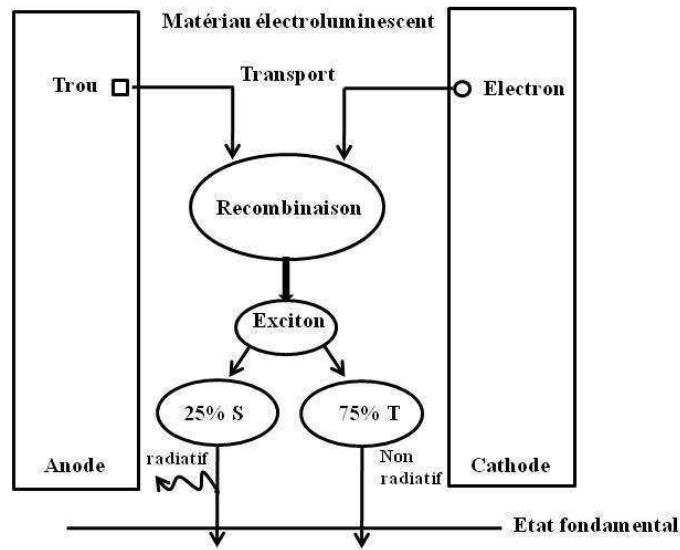 Matériau électroluminescent
Transport
Trou
Electron
Recombinaison
Exciton
25% S
75% T
radiatif
Non
radiatif
Anode
Cathode
Etat fondamental